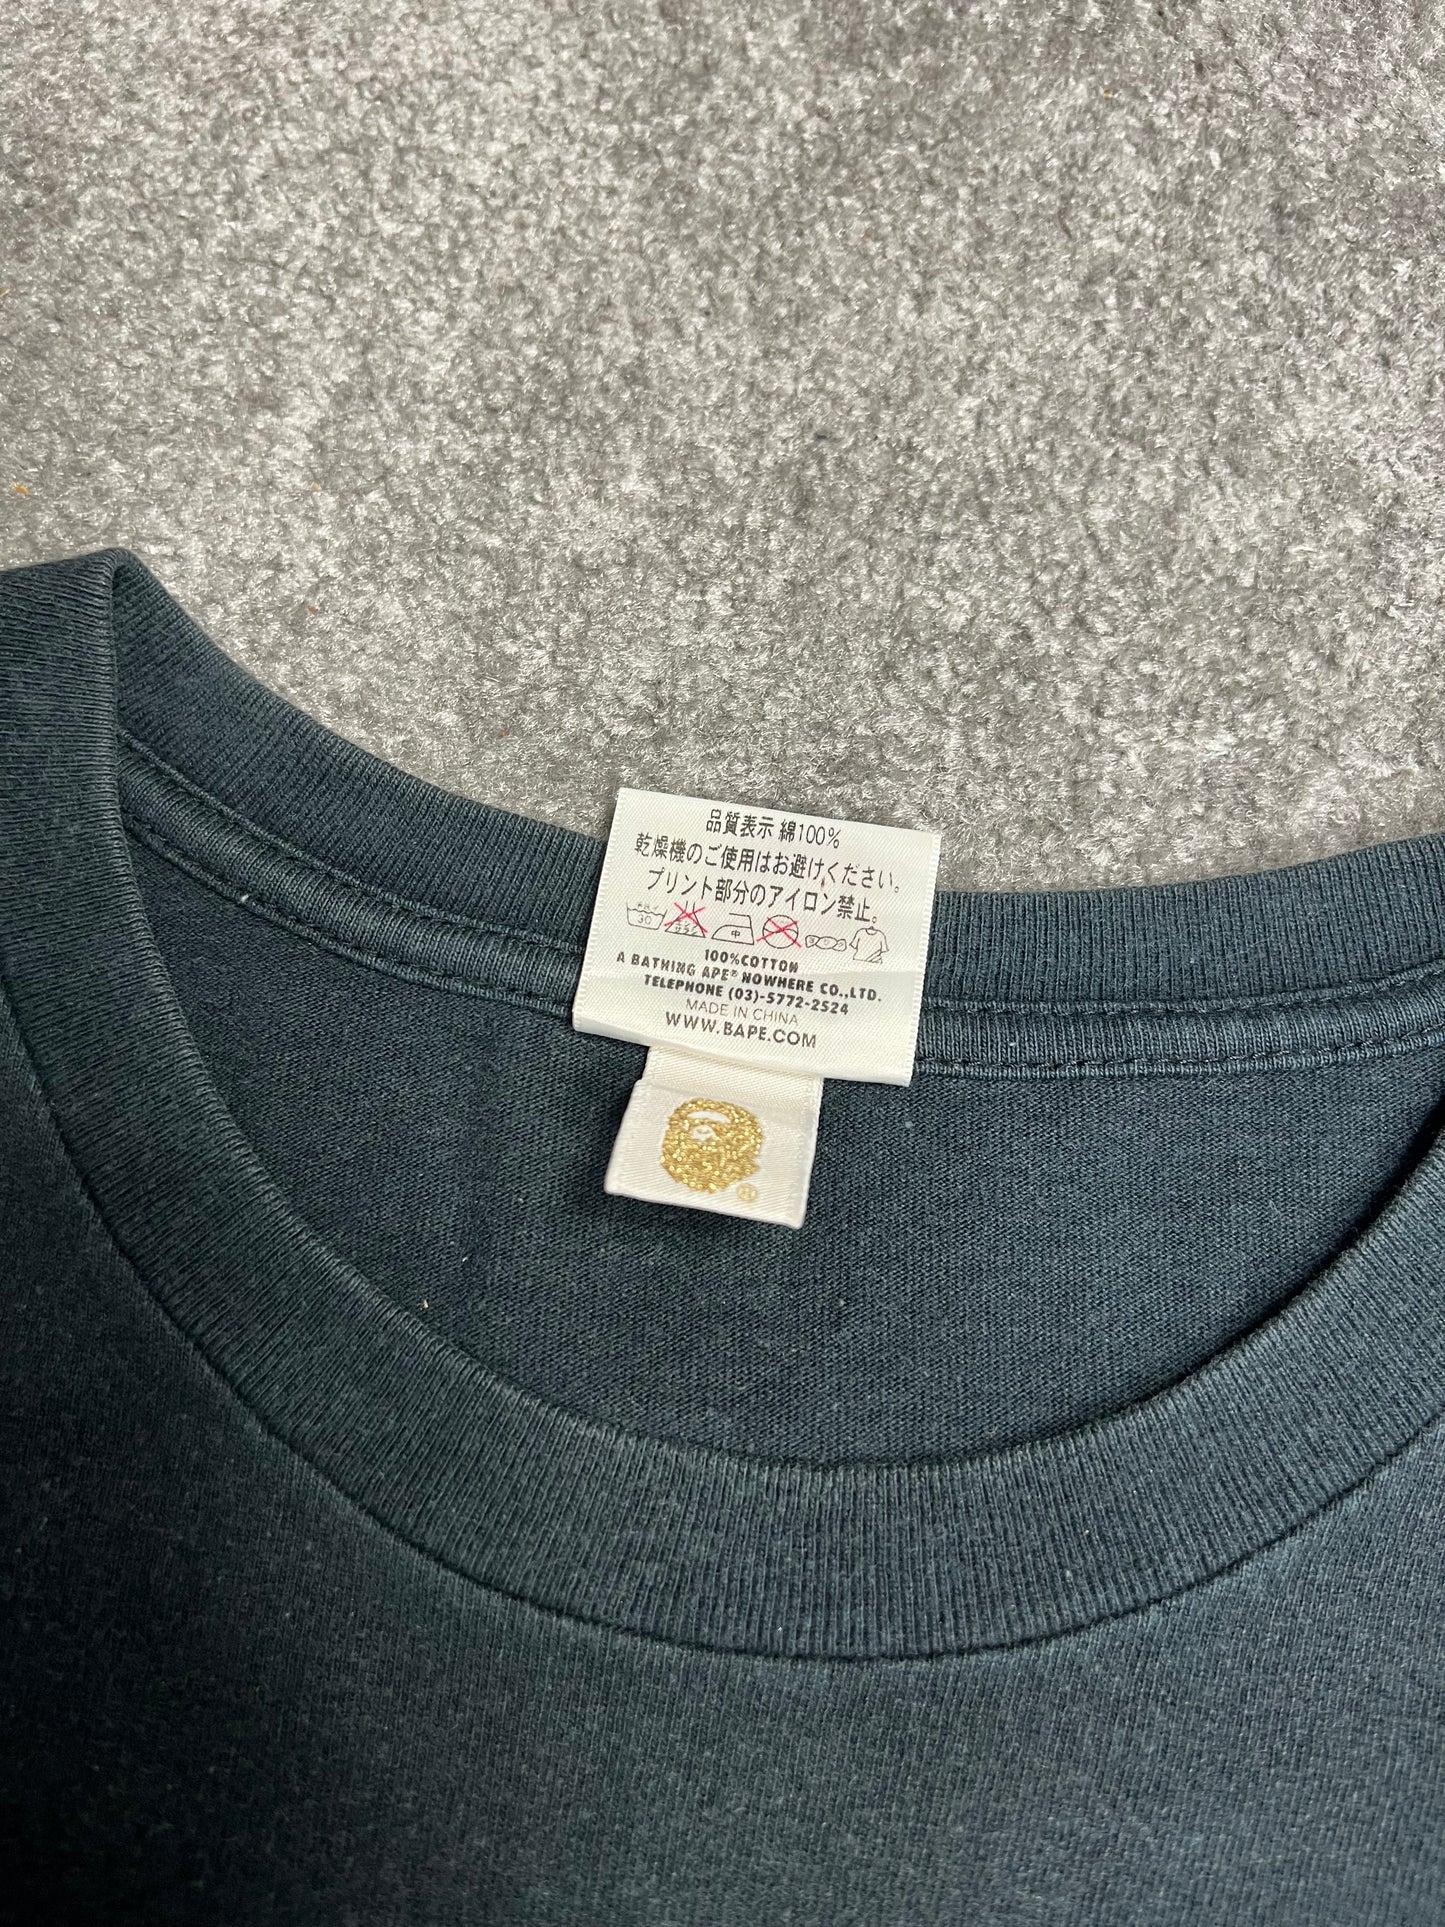 品質表示 綿100%
乾燥機のご使用はお避けください。
プリント部分のアイロン禁止。
30 中
100%COTTON
A BATHING APE® NOWHERE CO.,LTD.
TELEPHONE (03)-5772-2524
MADE IN CHINA
WWW.BAPE.COM
®